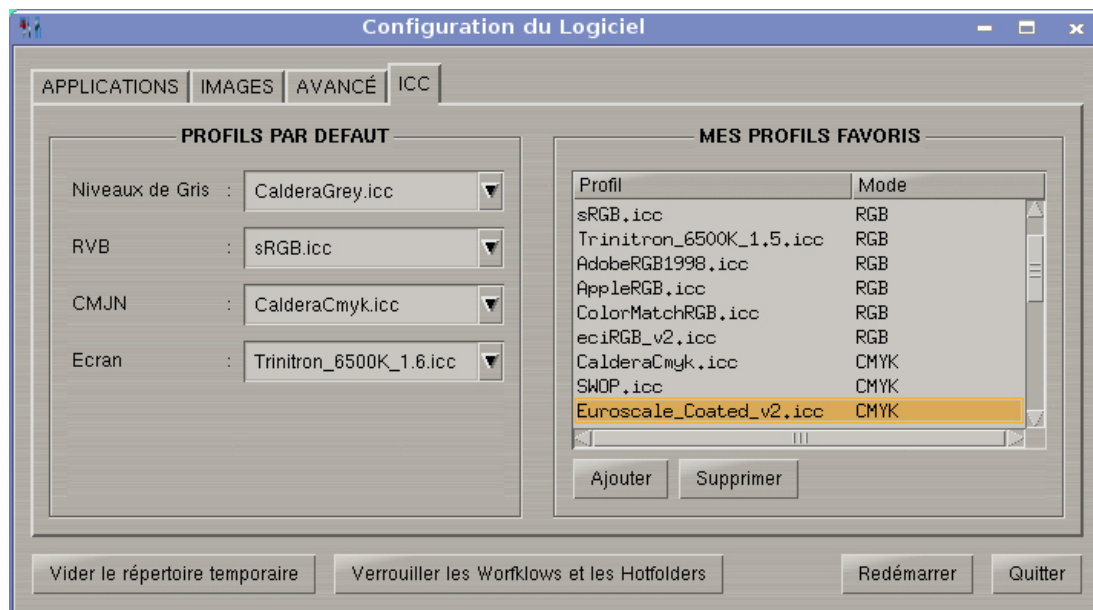 Configuration du Logiciel
APPLICATIONS IMAGES AVANCÉ ICC
PROFILS PAR DEFAUT
Niveaux de Gris : CalderaGrey.icc
RVB : sRGB.icc
CMJN : CalderaCmyk.icc
Ecran : Trinitron_6500K_1.6.icc
MES PROFILS FAVORIS
Profil Mode
sRGB.icc RGB
Trinitron_6500K_1.5.icc RGB
AdobeRGB1998.icc RGB
AppleRGB.icc RGB
ColorMatchRGB.icc RGB
eciRGB_v2.icc RGB
CalderaCmyk.icc CMYK
SWOP.icc CMYK
Euroscale_Coated_v2.icc CMYK
Ajouter Supprimer
Vider le répertoire temporaire Verrouiller les Worfklows et les Hotfolders Redémarrer Quitter